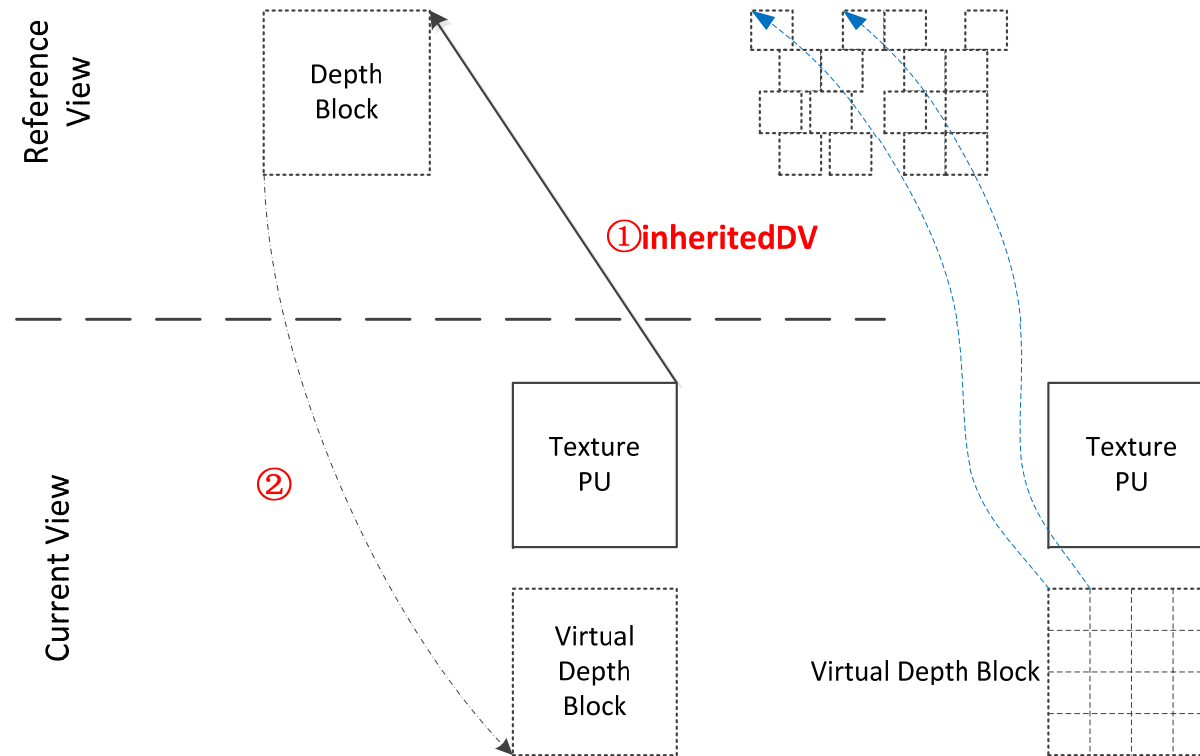 Reference
View
Depth
Block
①inheritedDV
Current View
②
Texture
PU
Texture
PU
Virtual
Depth
Block
Virtual Depth Block